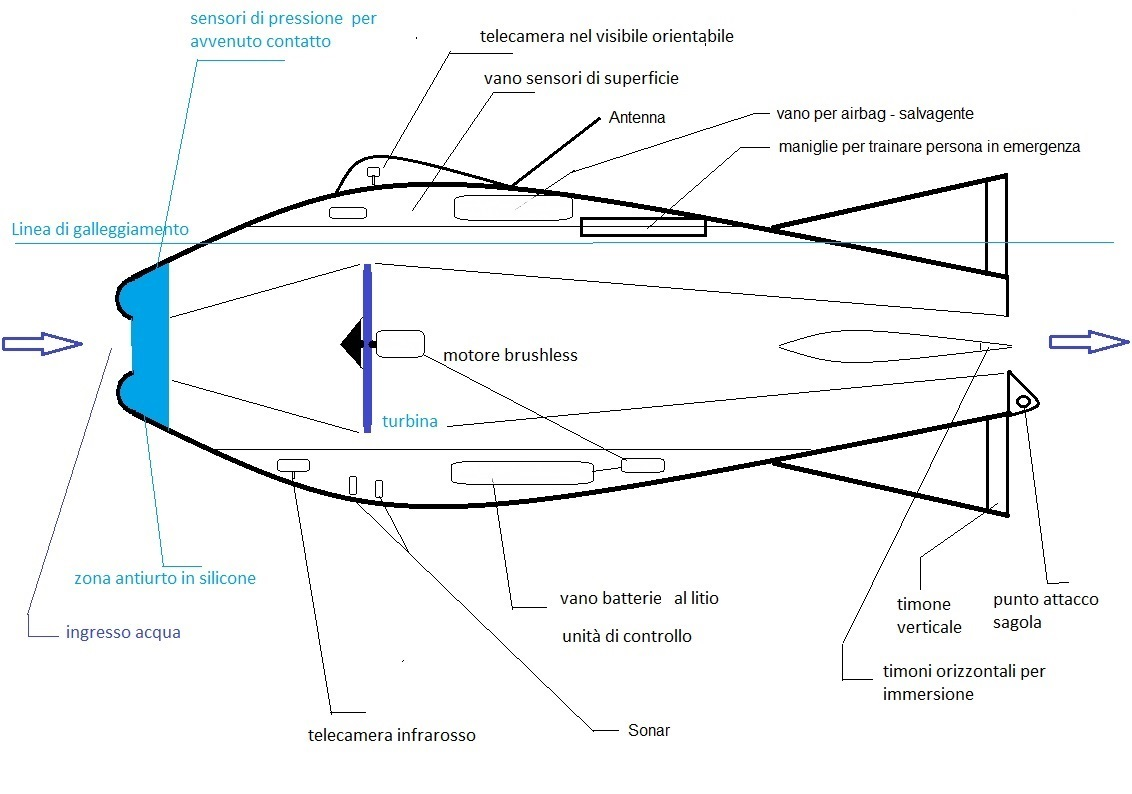 sensori di pressione per
avvenuto contatto
telecamera nel visibile orientabile
vano sensori di superficie
Antenna
vano per airbag - salvagente
maniglie per trainare persona in emergenza
Linea di galleggiamento
motore brushless
turbina
zona antiurto in silicone
ingresso acqua
vano batterie al litio
unità di controllo
timone
verticale
punto attacco
sagola
timoni orizzontali per
immersione
telecamera infrarosso
Sonar